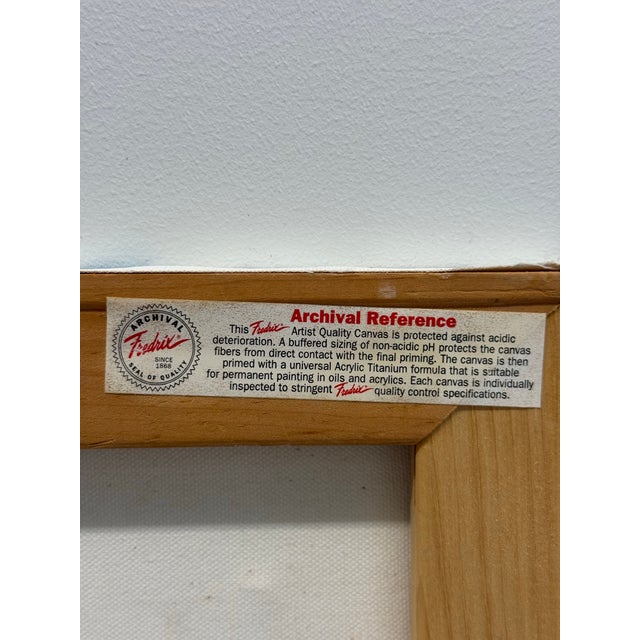 ARCHIVAL
Fredrix
SINCE
1868
SEAL OF QUALITY
Archival Reference
This Fredrix Artist Quality Canvas is protected against acidic
deterioration. A buffered sizing of non-acidic pH protects the canvas
fibers from direct contact with the final priming. The canvas is then
primed with a universal Acrylic Titanium formula that is suitable
for permanent painting in oils and acrylics. Each canvas is individually
inspected to stringent Fredrix quality control specifications.